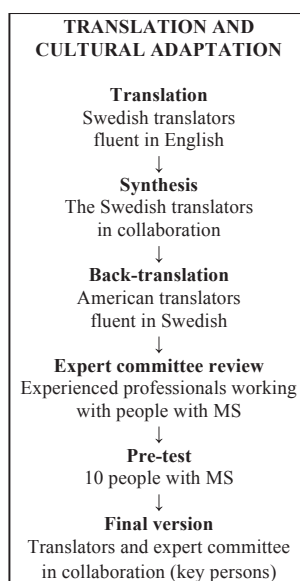 TRANSLATION AND
CULTURAL ADAPTATION
Translation
Swedish translators
fluent in English
↓
Synthesis
The Swedish translators
in collaboration
↓
Back-translation
American translators
fluent in Swedish
↓
Expert committee review
Experienced professionals working
with people with MS
↓
Pre-test
10 people with MS
↓
Final version
Translators and expert committee
in collaboration (key persons)